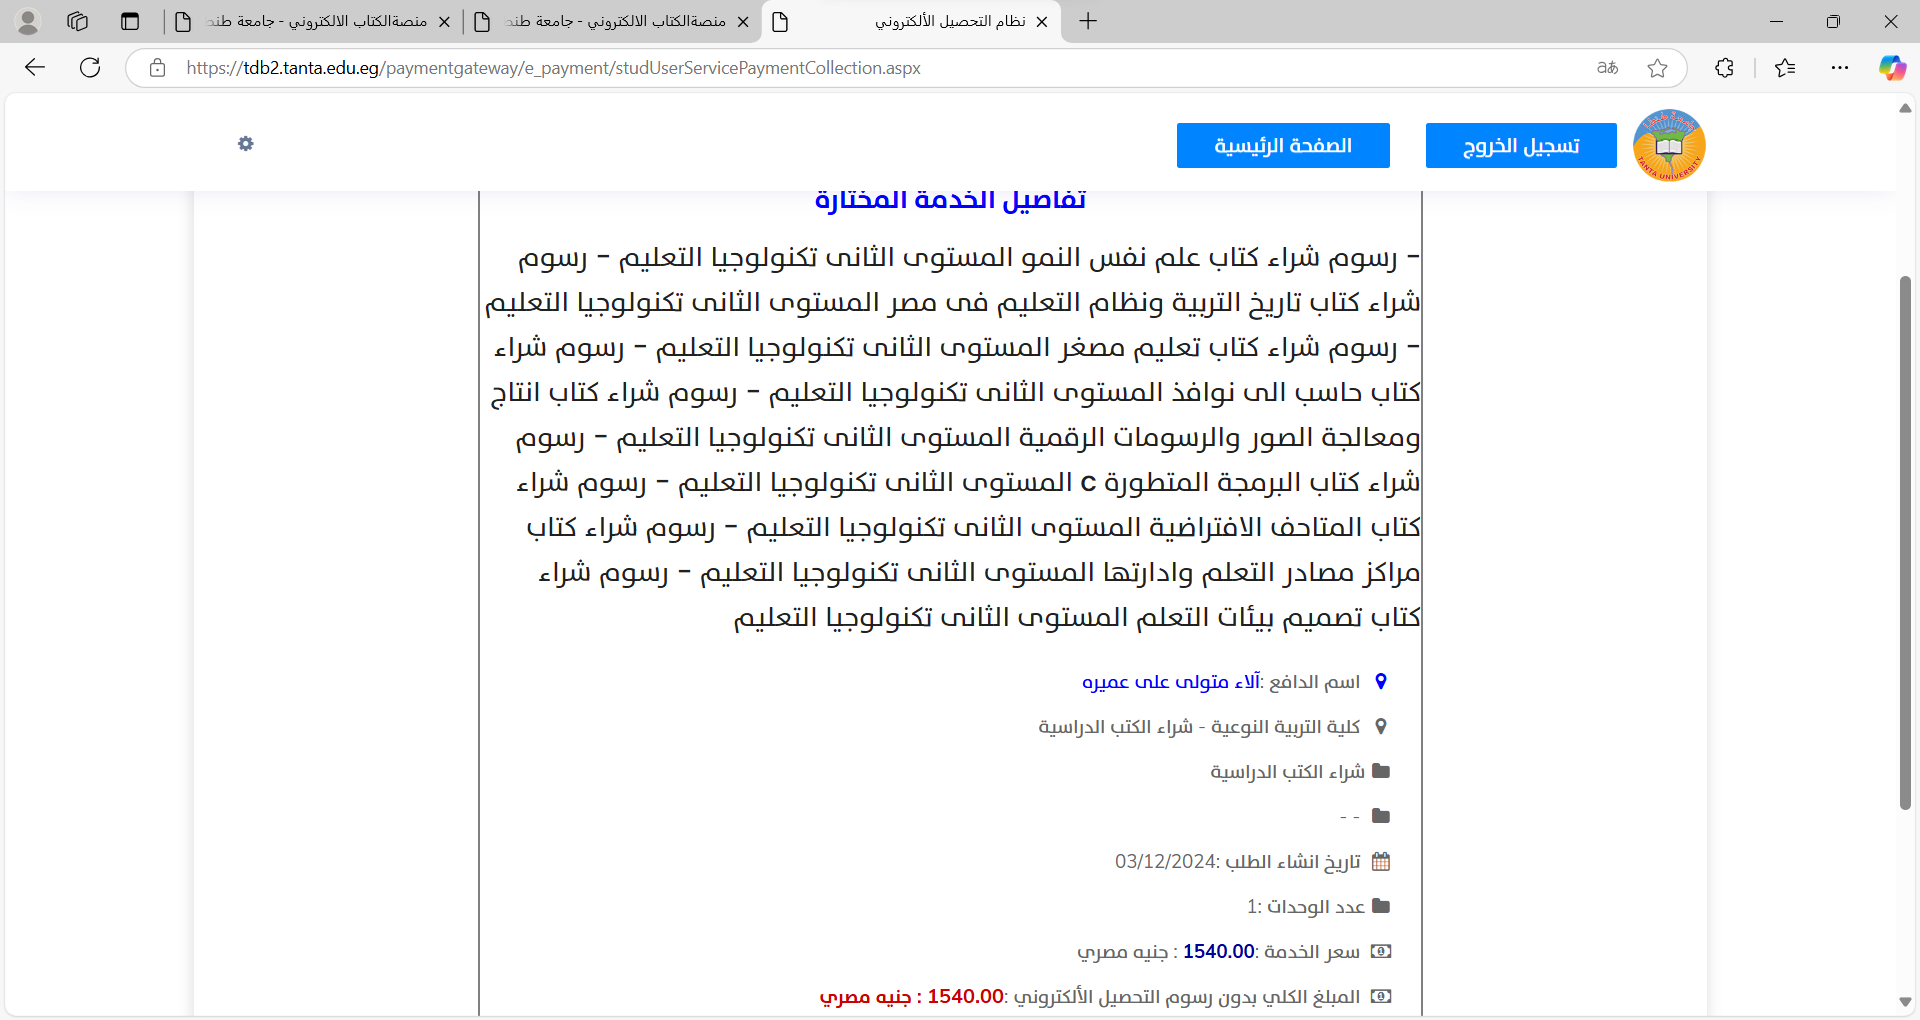 منصةالكتاب الالكتروني - جامعة طنط
منصةالكتاب الالكتروني - جامعة طنط
نظام التحصيل الألكتروني
https://tdb2.tanta.edu.eg/paymentgateway/e_payment/studUserServicePaymentCollection.aspx
تسجيل الخروج
الصفحة الرئيسية
TANTA UNIVERSITY
تفاصيل الخدمة المختارة
- رسوم شراء كتاب علم نفس النمو المستوى الثانى تكنولوجيا التعليم - رسوم
شراء كتاب تاريخ التربية ونظام التعليم فى مصر المستوى الثانى تكنولوجيا التعليم
- رسوم شراء كتاب تعليم مصغر المستوى الثانى تكنولوجيا التعليم - رسوم شراء
كتاب حاسب الى نوافذ المستوى الثانى تكنولوجيا التعليم - رسوم شراء كتاب انتاج
ومعالجة الصور والرسومات الرقمية المستوى الثانى تكنولوجيا التعليم - رسوم
شراء كتاب البرمجة المتطورة C المستوى الثانى تكنولوجيا التعليم - رسوم شراء
كتاب المتاحف الافتراضية المستوى الثانى تكنولوجيا التعليم - رسوم شراء كتاب
مراكز مصادر التعلم وادارتها المستوى الثانى تكنولوجيا التعليم - رسوم شراء
كتاب تصميم بيئات التعلم المستوى الثانى تكنولوجيا التعليم
اسم الدافع :آلاء متولى على عميره
كلية التربية النوعية - شراء الكتب الدراسية
شراء الكتب الدراسية
- -
تاريخ انشاء الطلب :03/12/2024
عدد الوحدات :1
سعر الخدمة :1540.00 : جنيه مصري
المبلغ الكلي بدون رسوم التحصيل الألكتروني :1540.00 : جنيه مصري